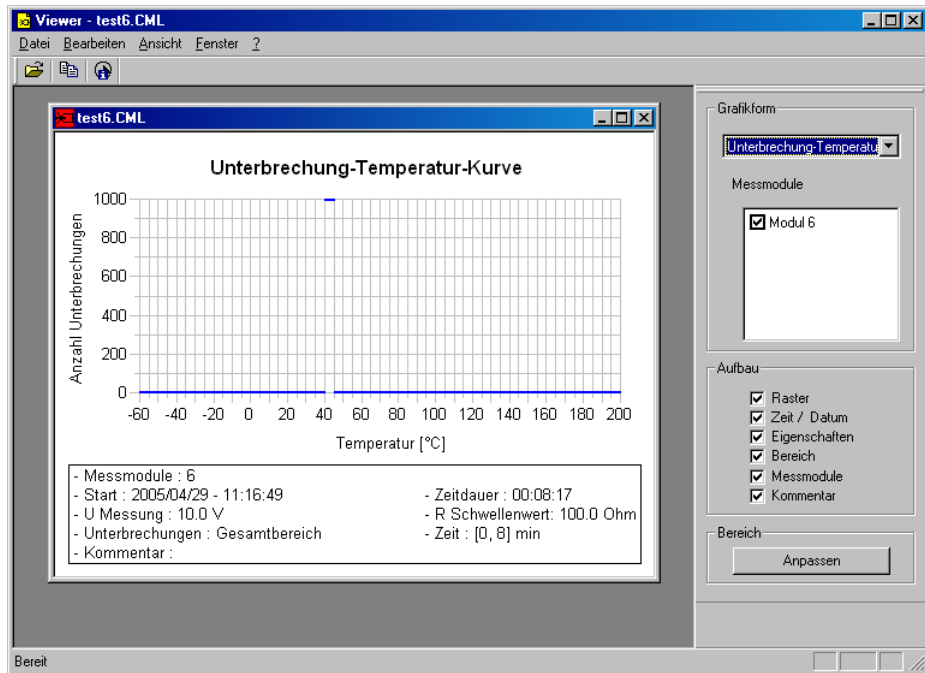 Viewer - test6.CML
Datei Bearbeiten Ansicht Fenster ?
test6.CML
Unterbrechung-Temperatur-Kurve
Anzahl Unterbrechungen
1000
800
600
400
200
0
-60 -40 -20 0 20 40 60 80 100 120 140 160 180 200
Temperatur [°C]
- Messmodule : 6
- Start : 2005/04/29 - 11:16:49 - Zeitdauer : 00:08:17
- U Messung : 10.0 V - R Schwellenwert: 100.0 Ohm
- Unterbrechungen : Gesamtbereich - Zeit : [0, 8] min
- Kommentar :
Grafikform
Unterbrechung-Temperatu
Messmodule
Modul 6
Aufbau
Raster
Zeit / Datum
Eigenschaften
Bereich
Messmodule
Kommentar
Bereich
Anpassen
Bereit